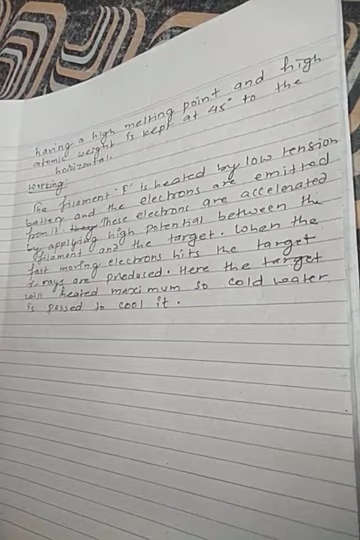 having a high melting point and high
atomic weight is kept at 45° to the
horizontal.
working:
The filament 'F' is heated by low tension
battery and the electrons are emitted
from it. These electrons are accelerated
by applying high potential between the
filament and the target. When the
fast moving electrons hits the target
x-rays are produced. Here the target
will heated maximum so cold water
is passed to cool it.